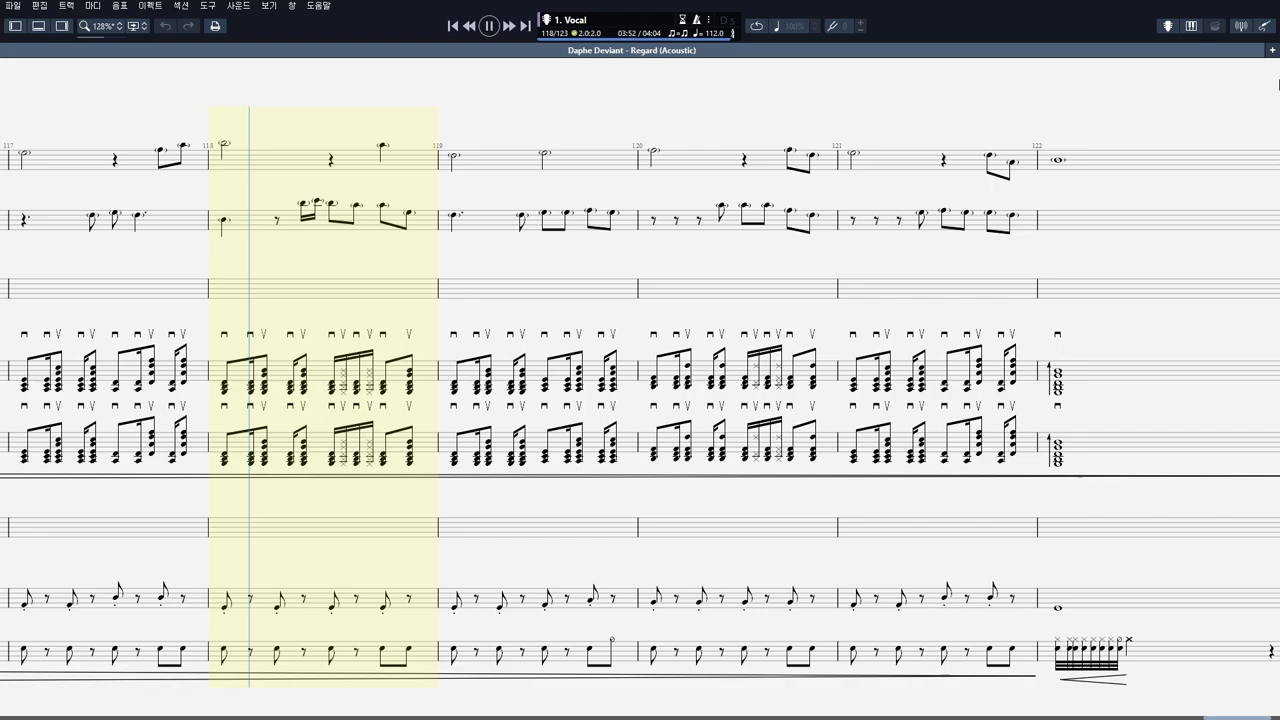 파일 편집 트랙 마디 음표 이펙트 섹션 도구 사운드 보기 창 도움말
128%
1. Vocal
118/123 2.0:2.0 03:52 / 04:04 = 112.0
100%
0
Daphe Deviant - Regard (Acoustic)
117 118 119 120 121 122